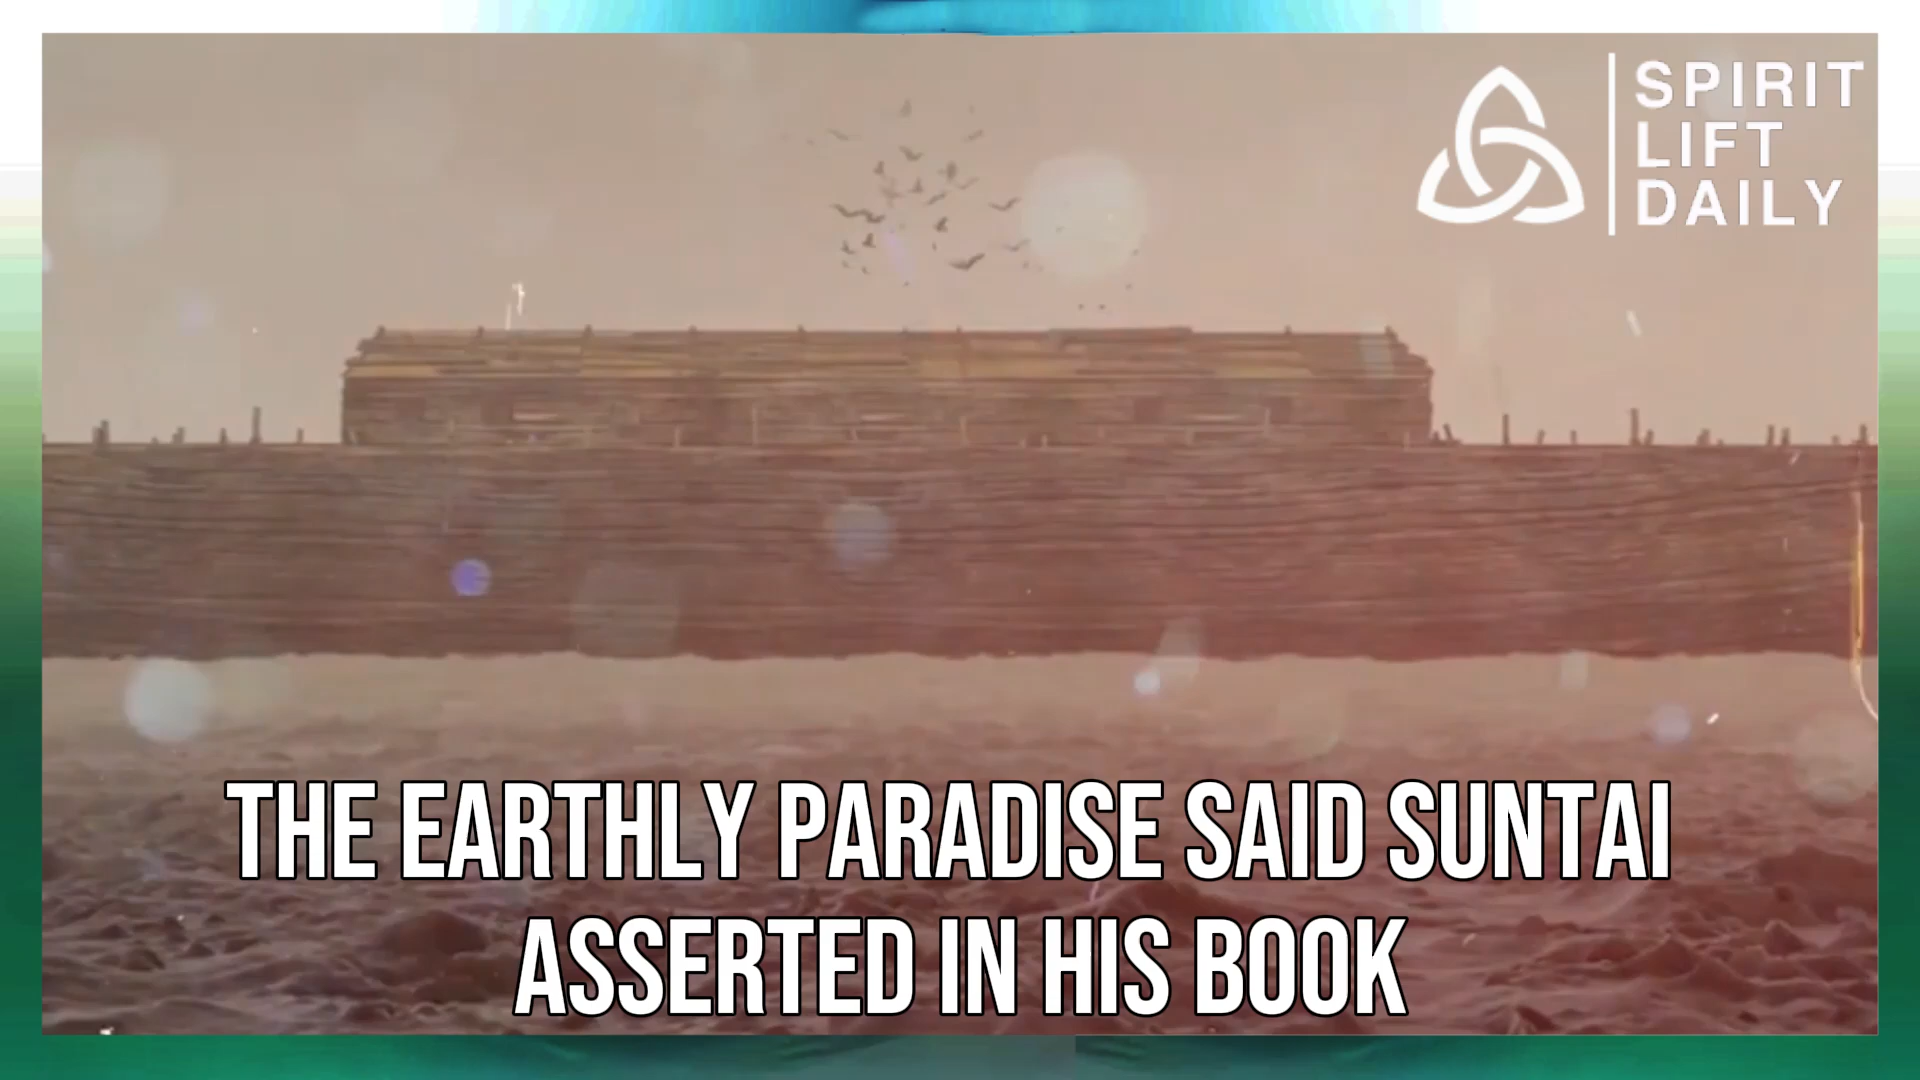 SPIRIT
LIFT
DAILY
THE EARTHLY PARADISE SAID SUNTAI
ASSERTED IN HIS BOOK